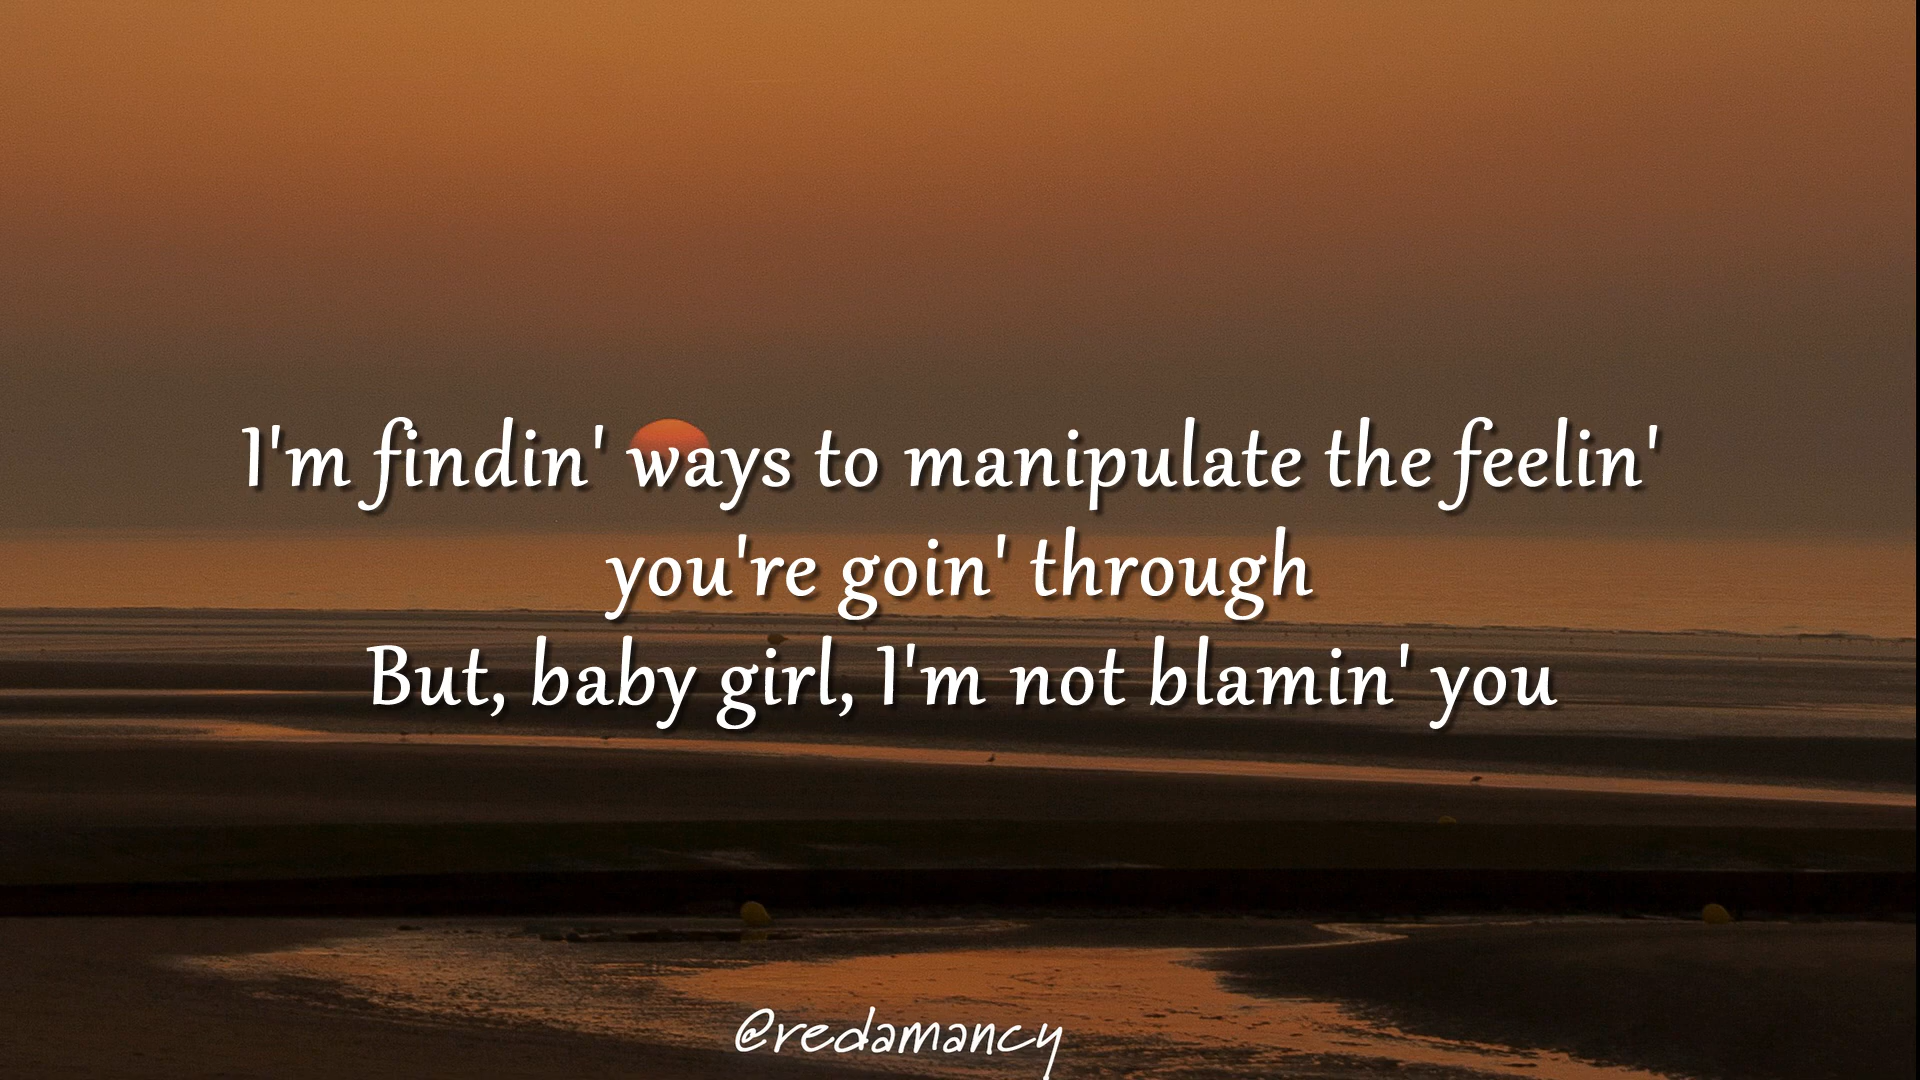 I'm findin' ways to manipulate the feelin'
you're goin' through
But, baby girl, I'm not blamin' you
@redamancy